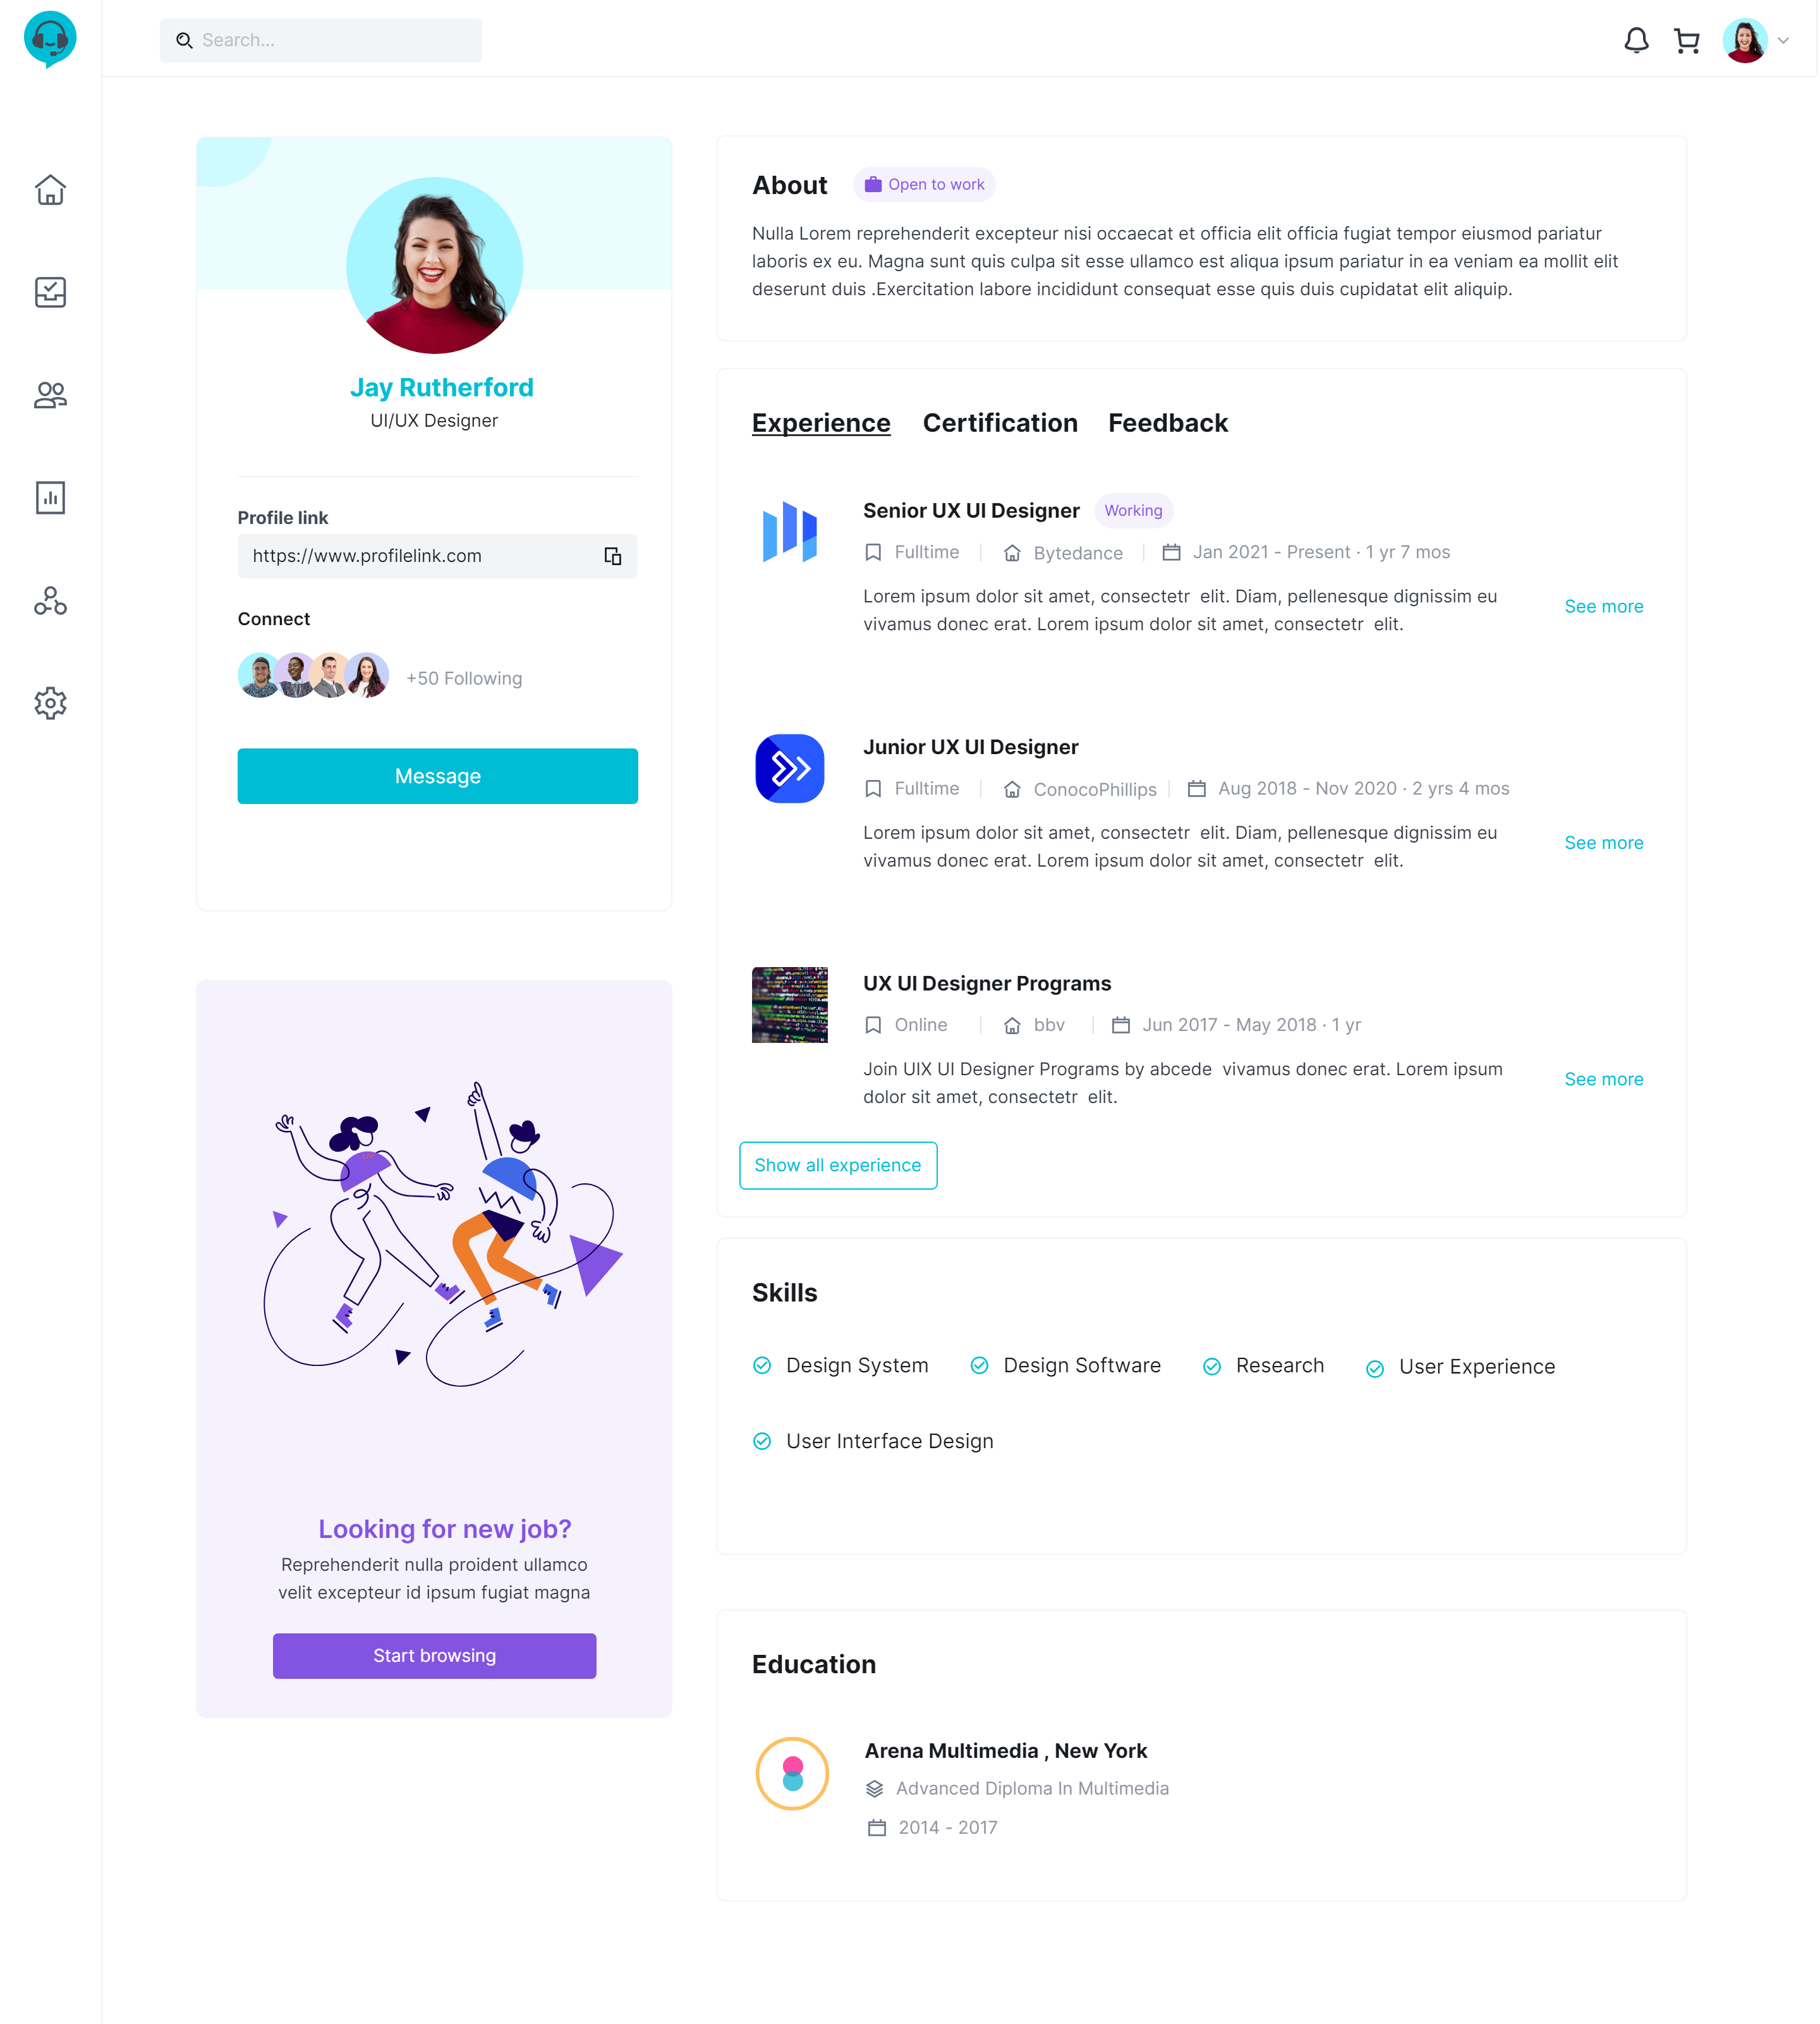 Search...
Jay Rutherford
UI/UX Designer
Profile link
https://www.profilelink.com
Connect
+50 Following
Message
Looking for new job?
Reprehenderit nulla proident ullamco
velit excepteur id ipsum fugiat magna
Start browsing
About
Open to work
Nulla Lorem reprehenderit excepteur nisi occaecat et officia elit officia fugiat tempor eiusmod pariatur
laboris ex eu. Magna sunt quis culpa sit esse ullamco est aliqua ipsum pariatur in ea veniam ea mollit elit
deserunt duis .Exercitation labore incididunt consequat esse quis duis cupidatat elit aliquip.
Experience Certification Feedback
Senior UX UI Designer Working
Fulltime Bytedance Jan 2021 - Present · 1 yr 7 mos
Lorem ipsum dolor sit amet, consectetr  elit. Diam, pellenesque dignissim eu
vivamus donec erat. Lorem ipsum dolor sit amet, consectetr  elit.
See more
Junior UX UI Designer
Fulltime ConocoPhillips Aug 2018 - Nov 2020 · 2 yrs 4 mos
Lorem ipsum dolor sit amet, consectetr  elit. Diam, pellenesque dignissim eu
vivamus donec erat. Lorem ipsum dolor sit amet, consectetr  elit.
See more
UX UI Designer Programs
Online bbv Jun 2017 - May 2018 · 1 yr
Join UIX UI Designer Programs by abcede  vivamus donec erat. Lorem ipsum
dolor sit amet, consectetr  elit.
See more
Show all experience
Skills
Design System Design Software Research User Experience
User Interface Design
Education
Arena Multimedia , New York
Advanced Diploma In Multimedia
2014 - 2017